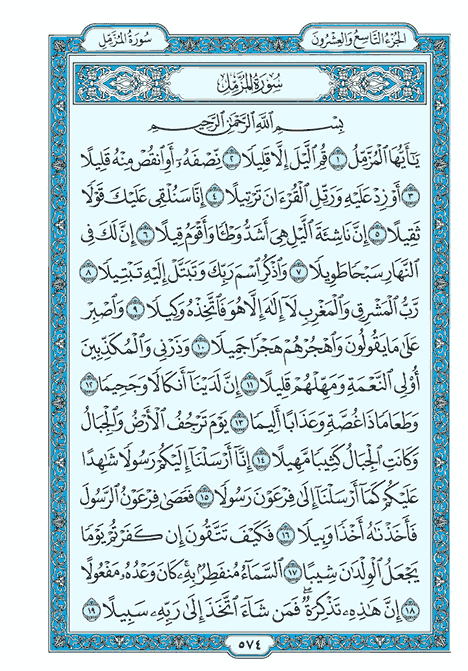 سُورَةُ المُزَّمِّل الجُزْءُ التَّاسِعُ وَالعِشْرُونَ
سُورَةُ المُزَّمِّل
بِسْمِ ٱللَّهِ ٱلرَّحْمَٰنِ ٱلرَّحِيمِ
يَٰٓأَيُّهَا ٱلْمُزَّمِّلُ ١ قُمِ ٱلَّيْلَ إِلَّا قَلِيلًا ٢ نِّصْفَهُۥٓ أَوِ ٱنقُصْ مِنْهُ قَلِيلًا
٣ أَوْ زِدْ عَلَيْهِ وَرَتِّلِ ٱلْقُرْءَانَ تَرْتِيلًا ٤ إِنَّا سَنُلْقِى عَلَيْكَ قَوْلًا
ثَقِيلًا ٥ إِنَّ نَاشِئَةَ ٱلَّيْلِ هِىَ أَشَدُّ وَطْـًٔا وَأَقْوَمُ قِيلًا ٦ إِنَّ لَكَ فِى
ٱلنَّهَارِ سَبْحًا طَوِيلًا ٧ وَٱذْكُرِ ٱسْمَ رَبِّكَ وَتَبَتَّلْ إِلَيْهِ تَبْتِيلًا ٨
رَّبُّ ٱلْمَشْرِقِ وَٱلْمَغْرِبِ لَآ إِلَٰهَ إِلَّا هُوَ فَٱتَّخِذْهُ وَكِيلًا ٩ وَٱصْبِرْ
عَلَىٰ مَا يَقُولُونَ وَٱهْجُرْهُمْ هَجْرًا جَمِيلًا ١٠ وَذَرْنِى وَٱلْمُكَذِّبِينَ
أُو۟لِى ٱلنَّعْمَةِ وَمَهِّلْهُمْ قَلِيلًا ١١ إِنَّ لَدَيْنَآ أَنكَالًا وَجَحِيمًا ١٢
وَطَعَامًا ذَا غُصَّةٍ وَعَذَابًا أَلِيمًا ١٣ يَوْمَ تَرْجُفُ ٱلْأَرْضُ وَٱلْجِبَالُ
وَكَانَتِ ٱلْجِبَالُ كَثِيبًا مَّهِيلًا ١٤ إِنَّآ أَرْسَلْنَآ إِلَيْكُمْ رَسُولًا شَٰهِدًا
عَلَيْكُمْ كَمَآ أَرْسَلْنَآ إِلَىٰ فِرْعَوْنَ رَسُولًا ١٥ فَعَصَىٰ فِرْعَوْنُ ٱلرَّسُولَ
فَأَخَذْنَٰهُ أَخْذًا وَبِيلًا ١٦ فَكَيْفَ تَتَّقُونَ إِن كَفَرْتُمْ يَوْمًا
يَجْعَلُ ٱلْوِلْدَٰنَ شِيبًا ١٧ ٱلسَّمَآءُ مُنفَطِرٌۢ بِهِۦ كَانَ وَعْدُهُۥ مَفْعُولًا
١٨ إِنَّ هَٰذِهِۦ تَذْكِرَةٌ ۖ فَمَن شَآءَ ٱتَّخَذَ إِلَىٰ رَبِّهِۦ سَبِيلًا ١٩
٥٧٤